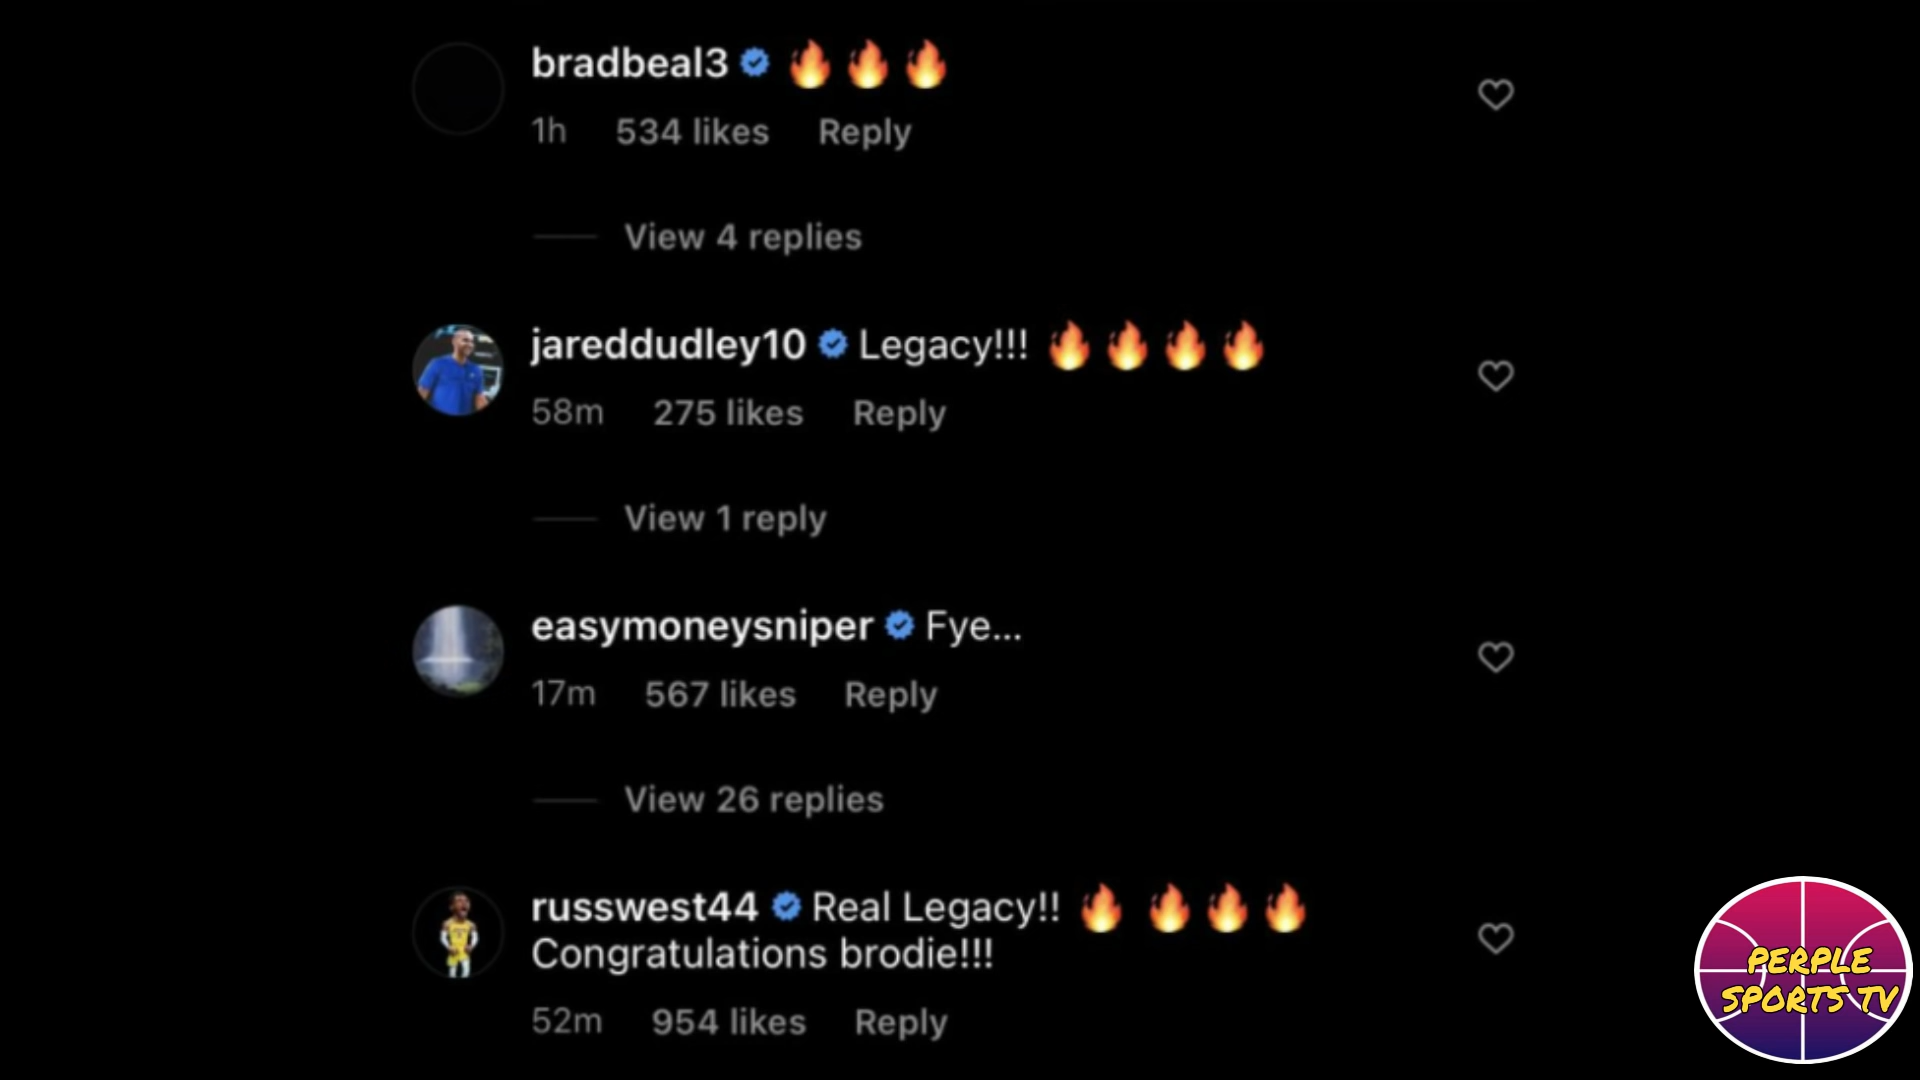 bradbeal3 🔥 🔥 🔥
1h 534 likes Reply
View 4 replies
jareddudley10 Legacy!!! 🔥 🔥 🔥 🔥
58m 275 likes Reply
View 1 reply
easymoneysniper Fye...
17m 567 likes Reply
View 26 replies
russwest44 Real Legacy!! 🔥 🔥 🔥 🔥
Congratulations brodie!!!
52m 954 likes Reply
PERPLE
SPORTS TV